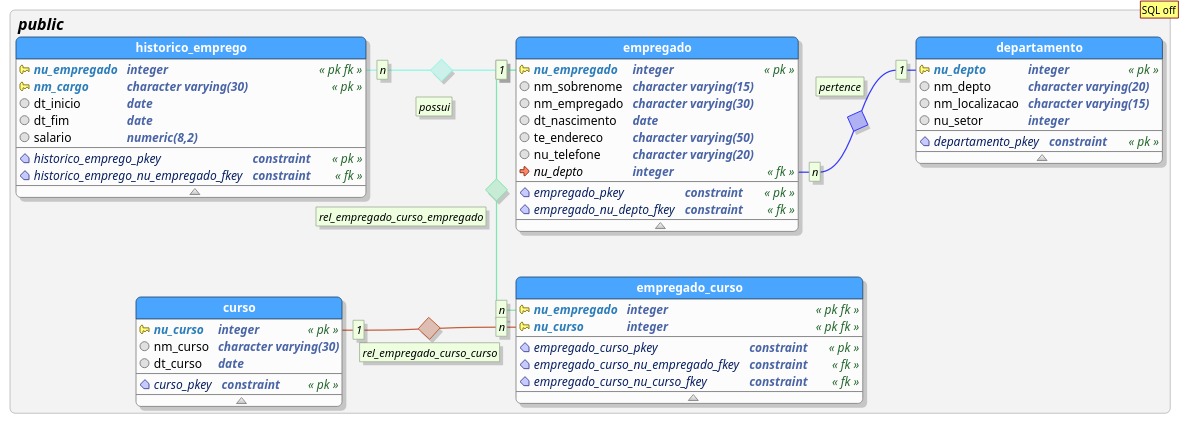 SQL off
public
historico_emprego
nu_empregado integer « pk fk »
nm_cargo character varying(30) « pk »
dt_inicio date
dt_fim date
salario numeric(8,2)
historico_emprego_pkey constraint « pk »
historico_emprego_nu_empregado_fkey constraint « fk »
n
possui
1
empregado
nu_empregado integer « pk »
nm_sobrenome character varying(15)
nm_empregado character varying(30)
dt_nascimento date
te_endereco character varying(50)
nu_telefone character varying(20)
nu_depto integer « fk »
empregado_pkey constraint « pk »
empregado_nu_depto_fkey constraint « fk »
pertence
1
n
departamento
nu_depto integer « pk »
nm_depto character varying(20)
nm_localizacao character varying(15)
nu_setor integer
departamento_pkey constraint « pk »
rel_empregado_curso_empregado
curso
nu_curso integer « pk »
nm_curso character varying(30)
dt_curso date
curso_pkey constraint « pk »
1
rel_empregado_curso_curso
n
n
empregado_curso
nu_empregado integer « pk fk »
nu_curso integer « pk fk »
empregado_curso_pkey constraint « pk »
empregado_curso_nu_empregado_fkey constraint « fk »
empregado_curso_nu_curso_fkey constraint « fk »